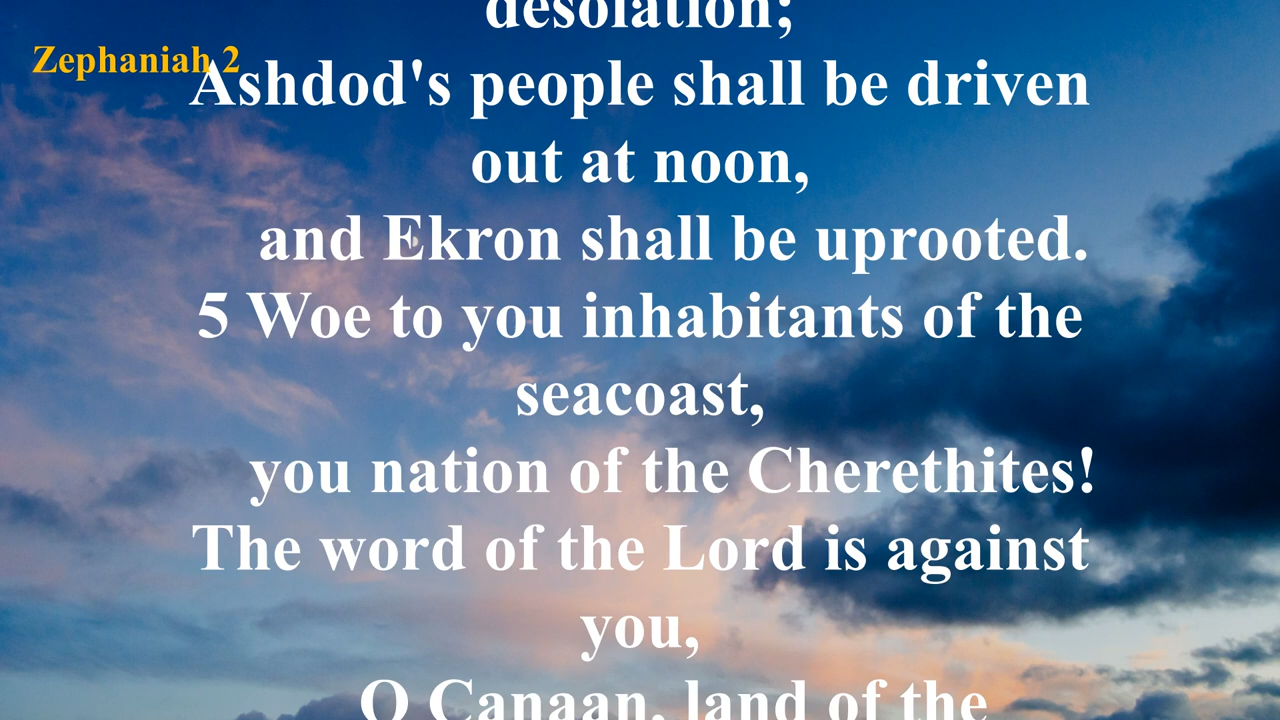 desolation;
Zephaniah 2
Ashdod's people shall be driven
out at noon,
and Ekron shall be uprooted.
5 Woe to you inhabitants of the
seacoast,
you nation of the Cherethites!
The word of the Lord is against
you,
O Canaan, land of the